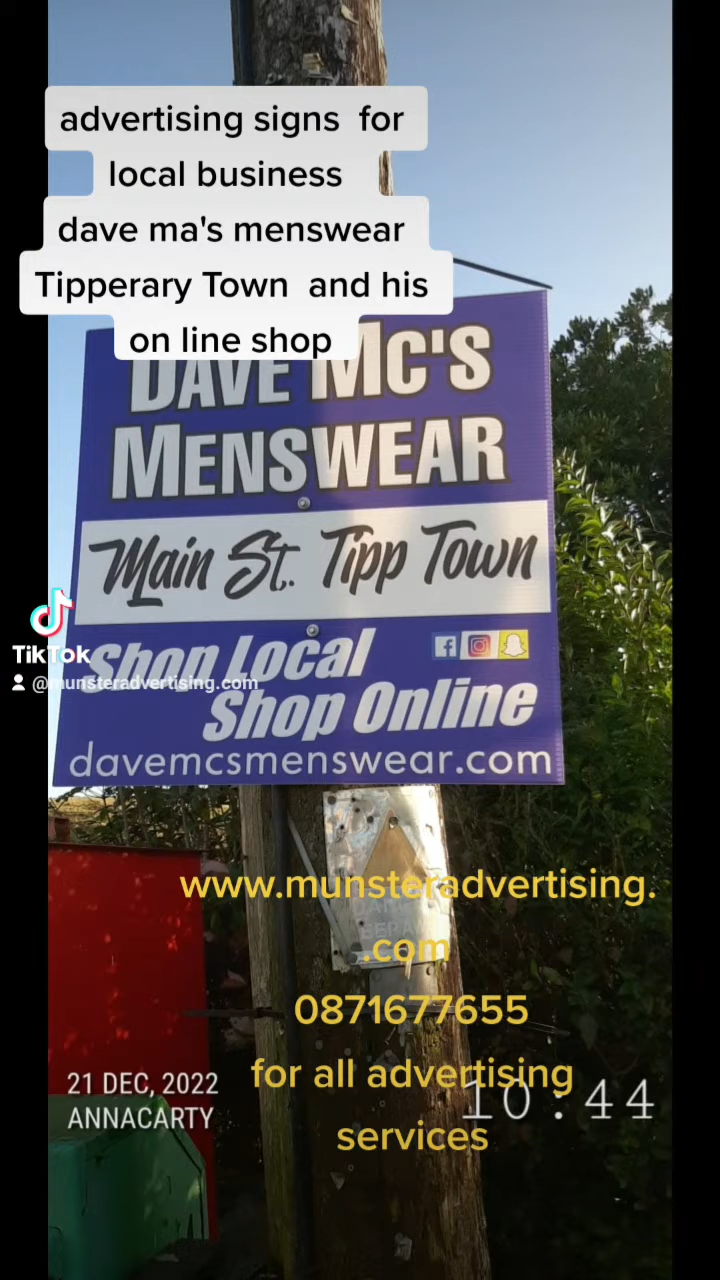 advertising signs for
local business
dave ma's menswear
Tipperary Town and his
on line shop
DAVE MC'S
MENSWEAR
Main St. Tipp Town
Shop Local
Shop Online
davemcsmenswear.com
TikTok
@munsteradvertising.com
www.munsteradvertising.
.com
0871677655
for all advertising
services
21 DEC, 2022
ANNACARTY
10:44